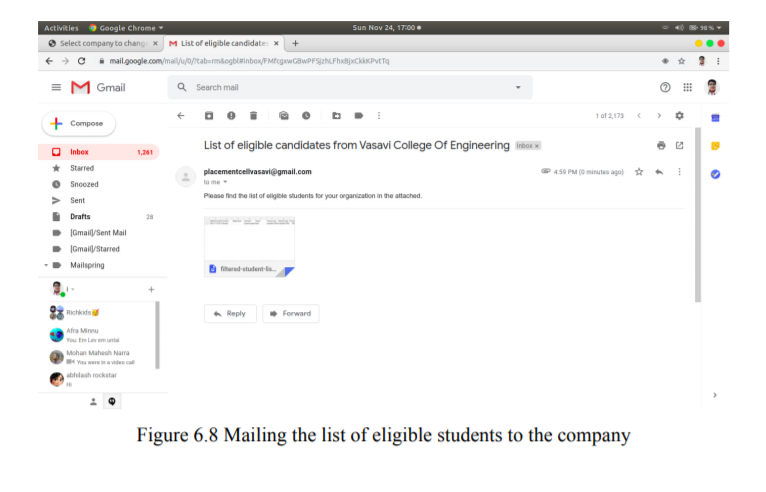 Activities Google Chrome ▾ Sun Nov 24, 17:00 98 %
Select company to change × List of eligible candidates × +
mail.google.com/mail/u/0/?tab=rm&ogbl#inbox/FMfcgxwGBwPFSjzhLFhxBjxCkkKPvtTq
Gmail Search mail
Compose 1 of 2,173
List of eligible candidates from Vasavi College Of Engineering Inbox x
Inbox 1,261
Starred
Snoozed
Sent
Drafts 28
[Gmail]/Sent Mail
[Gmail]/Starred
Mailspring
placementcellvasavi@gmail.com 4:59 PM (0 minutes ago)
to me
Please find the list of eligible students for your organization in the attached.
filtered-student-lis...
Reply Forward
I
Richkids
Afra Minnu
You: Em Lev em untai
Mohan Mahesh Narra
You were in a video call
abhilash rockstar
Hi
Figure 6.8 Mailing the list of eligible students to the company